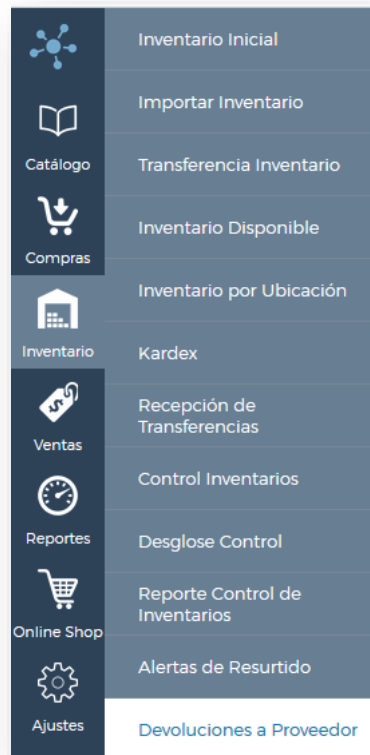 Catálogo
Compras
Inventario
Ventas
Reportes
Online Shop
Ajustes
Inventario Inicial
Importar Inventario
Transferencia Inventario
Inventario Disponible
Inventario por Ubicación
Kardex
Recepción de
Transferencias
Control Inventarios
Desglose Control
Reporte Control de
Inventarios
Alertas de Resurtido
Devoluciones a Proveedor